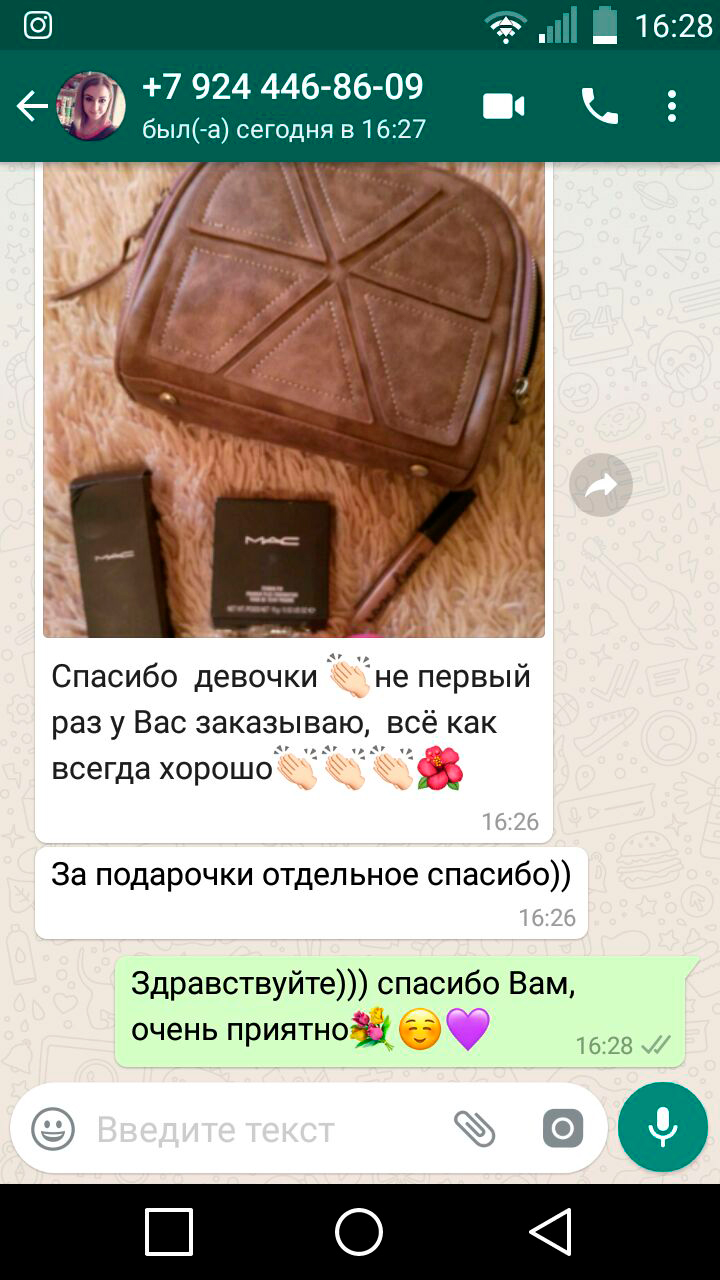 16:28
+7 924 446-86-09
был(-а) сегодня в 16:27
24
MAC
MAC
Спасибо девочки 👏🏻не первый
раз у Вас заказываю, всё как
всегда хорошо👏🏻👏🏻👏🏻🌺
16:26
За подарочки отдельное спасибо))
16:26
Здравствуйте))) спасибо Вам,
очень приятно💐☺️💜
16:28
Введите текст